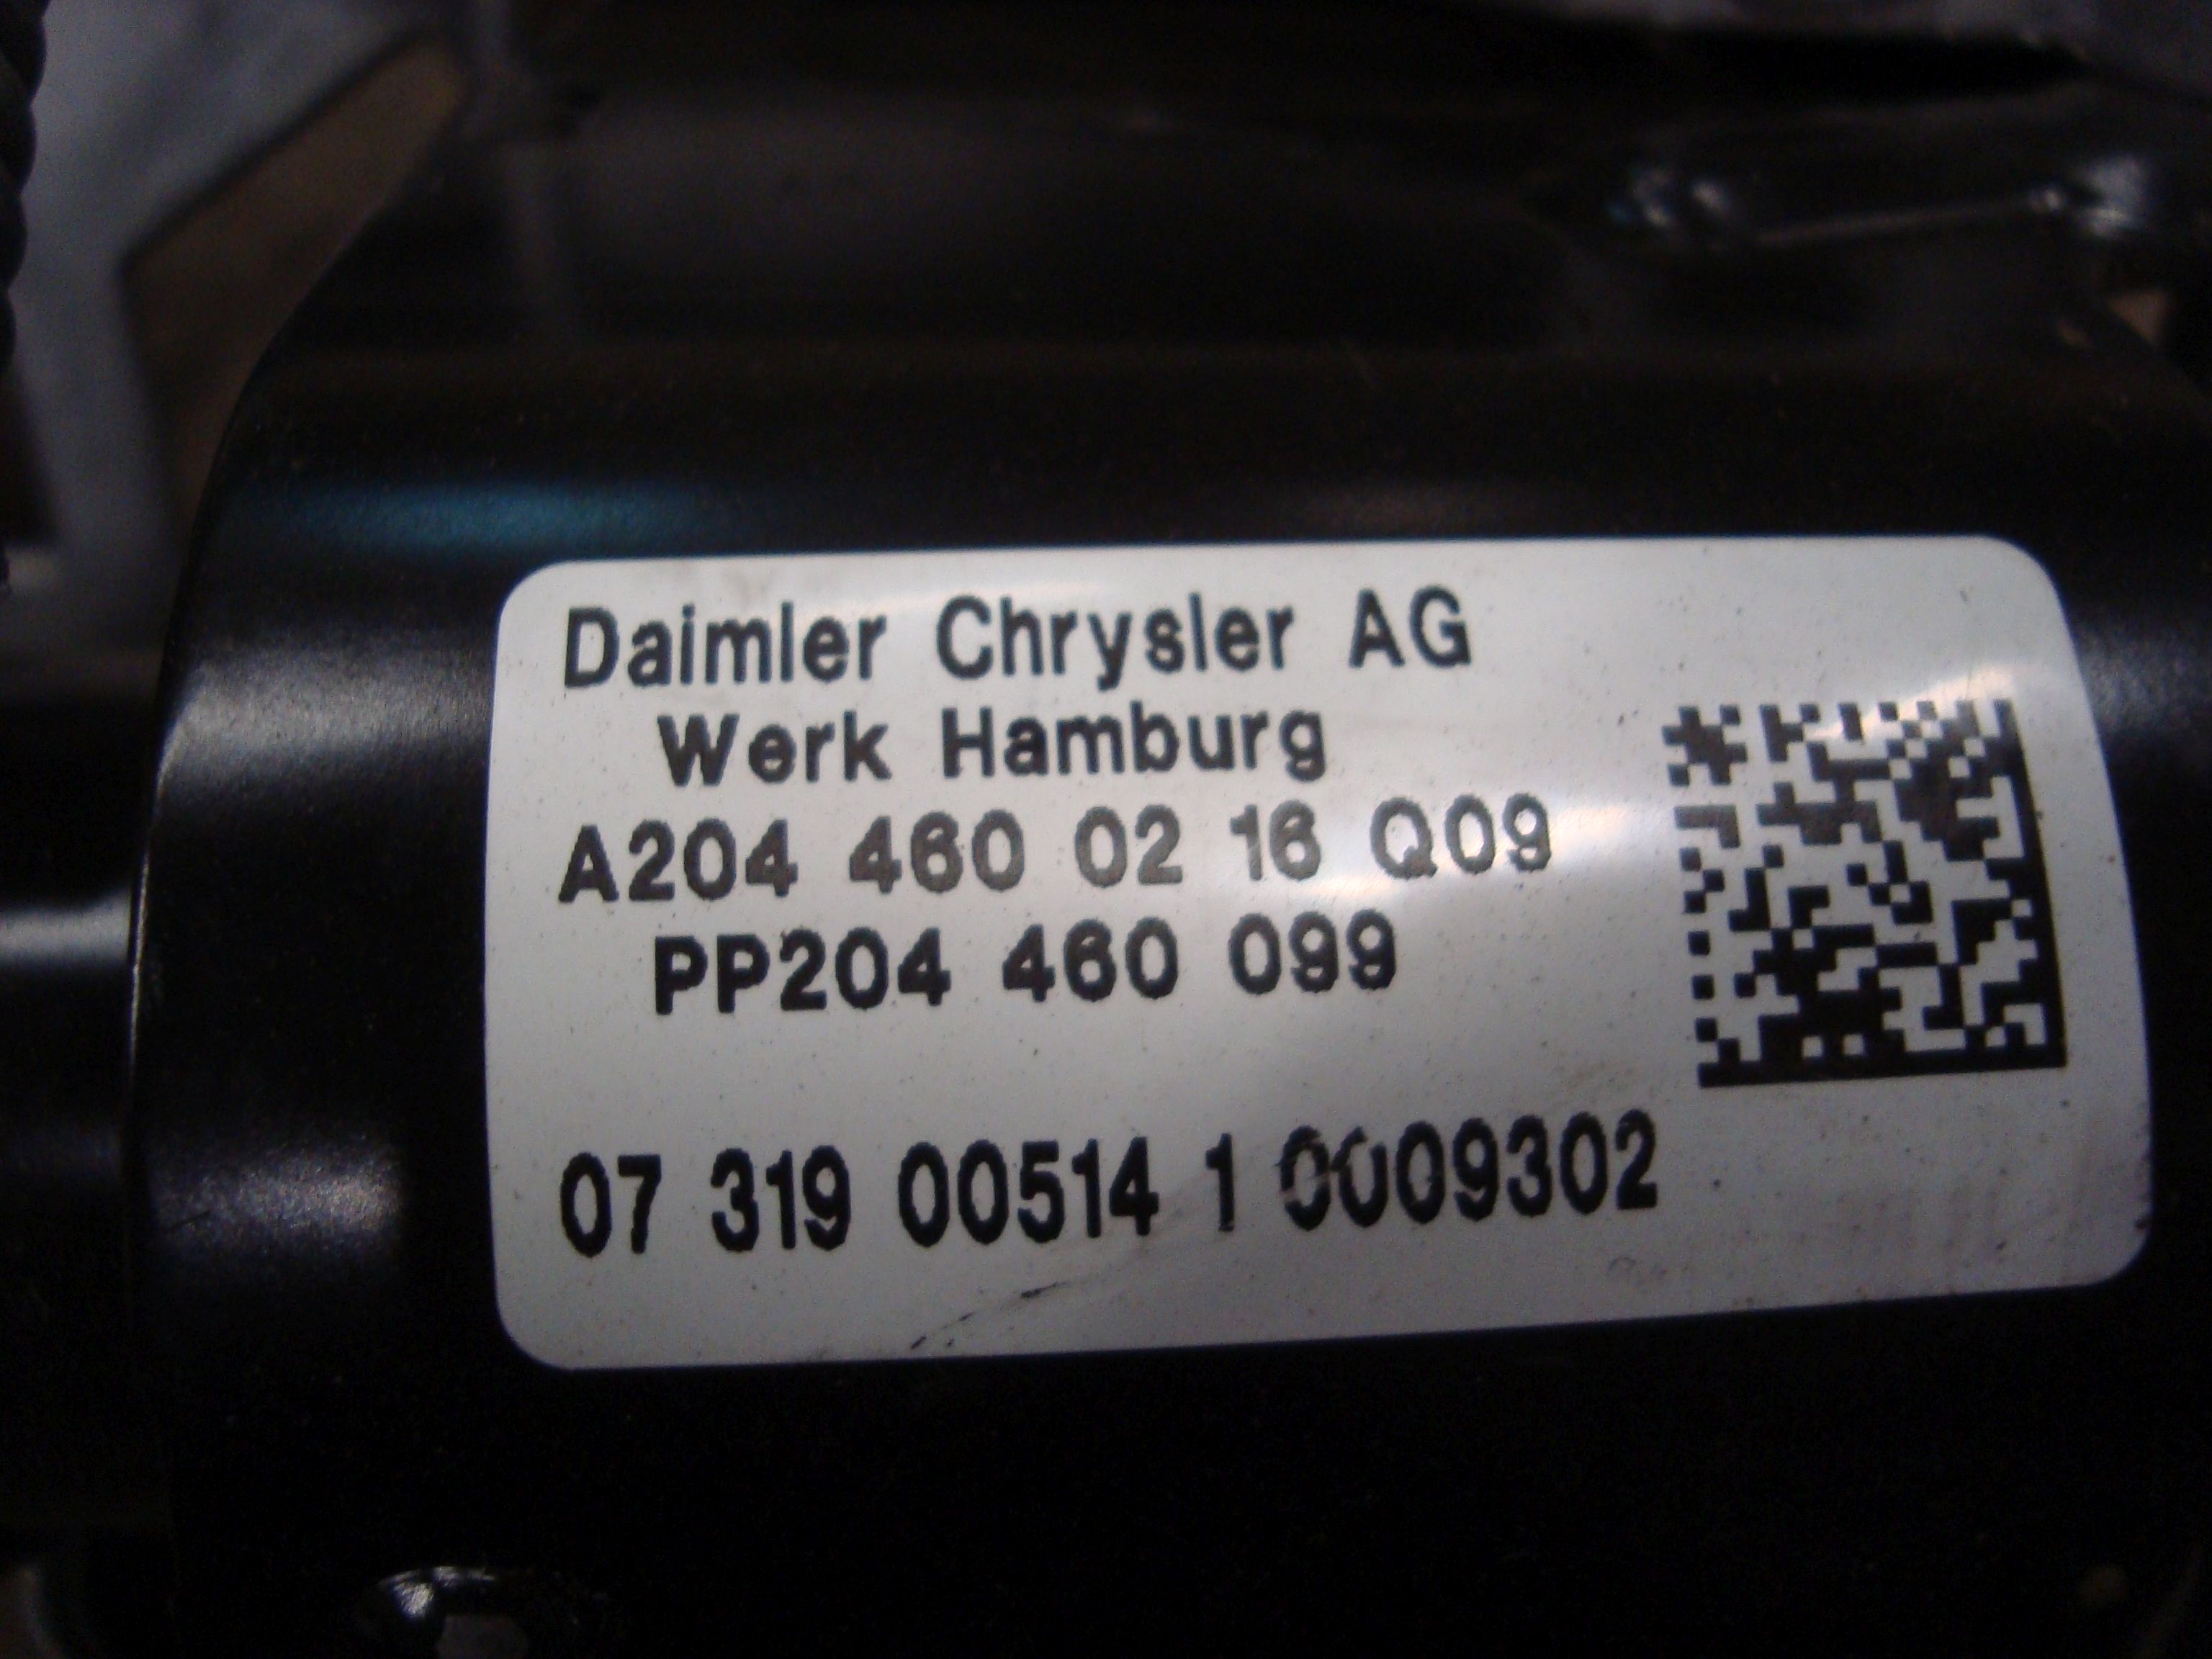 Daimler Chrysler AG
Werk Hamburg
A204 460 02 16 Q09
PP204 460 099
07 319 00514 1 0009302